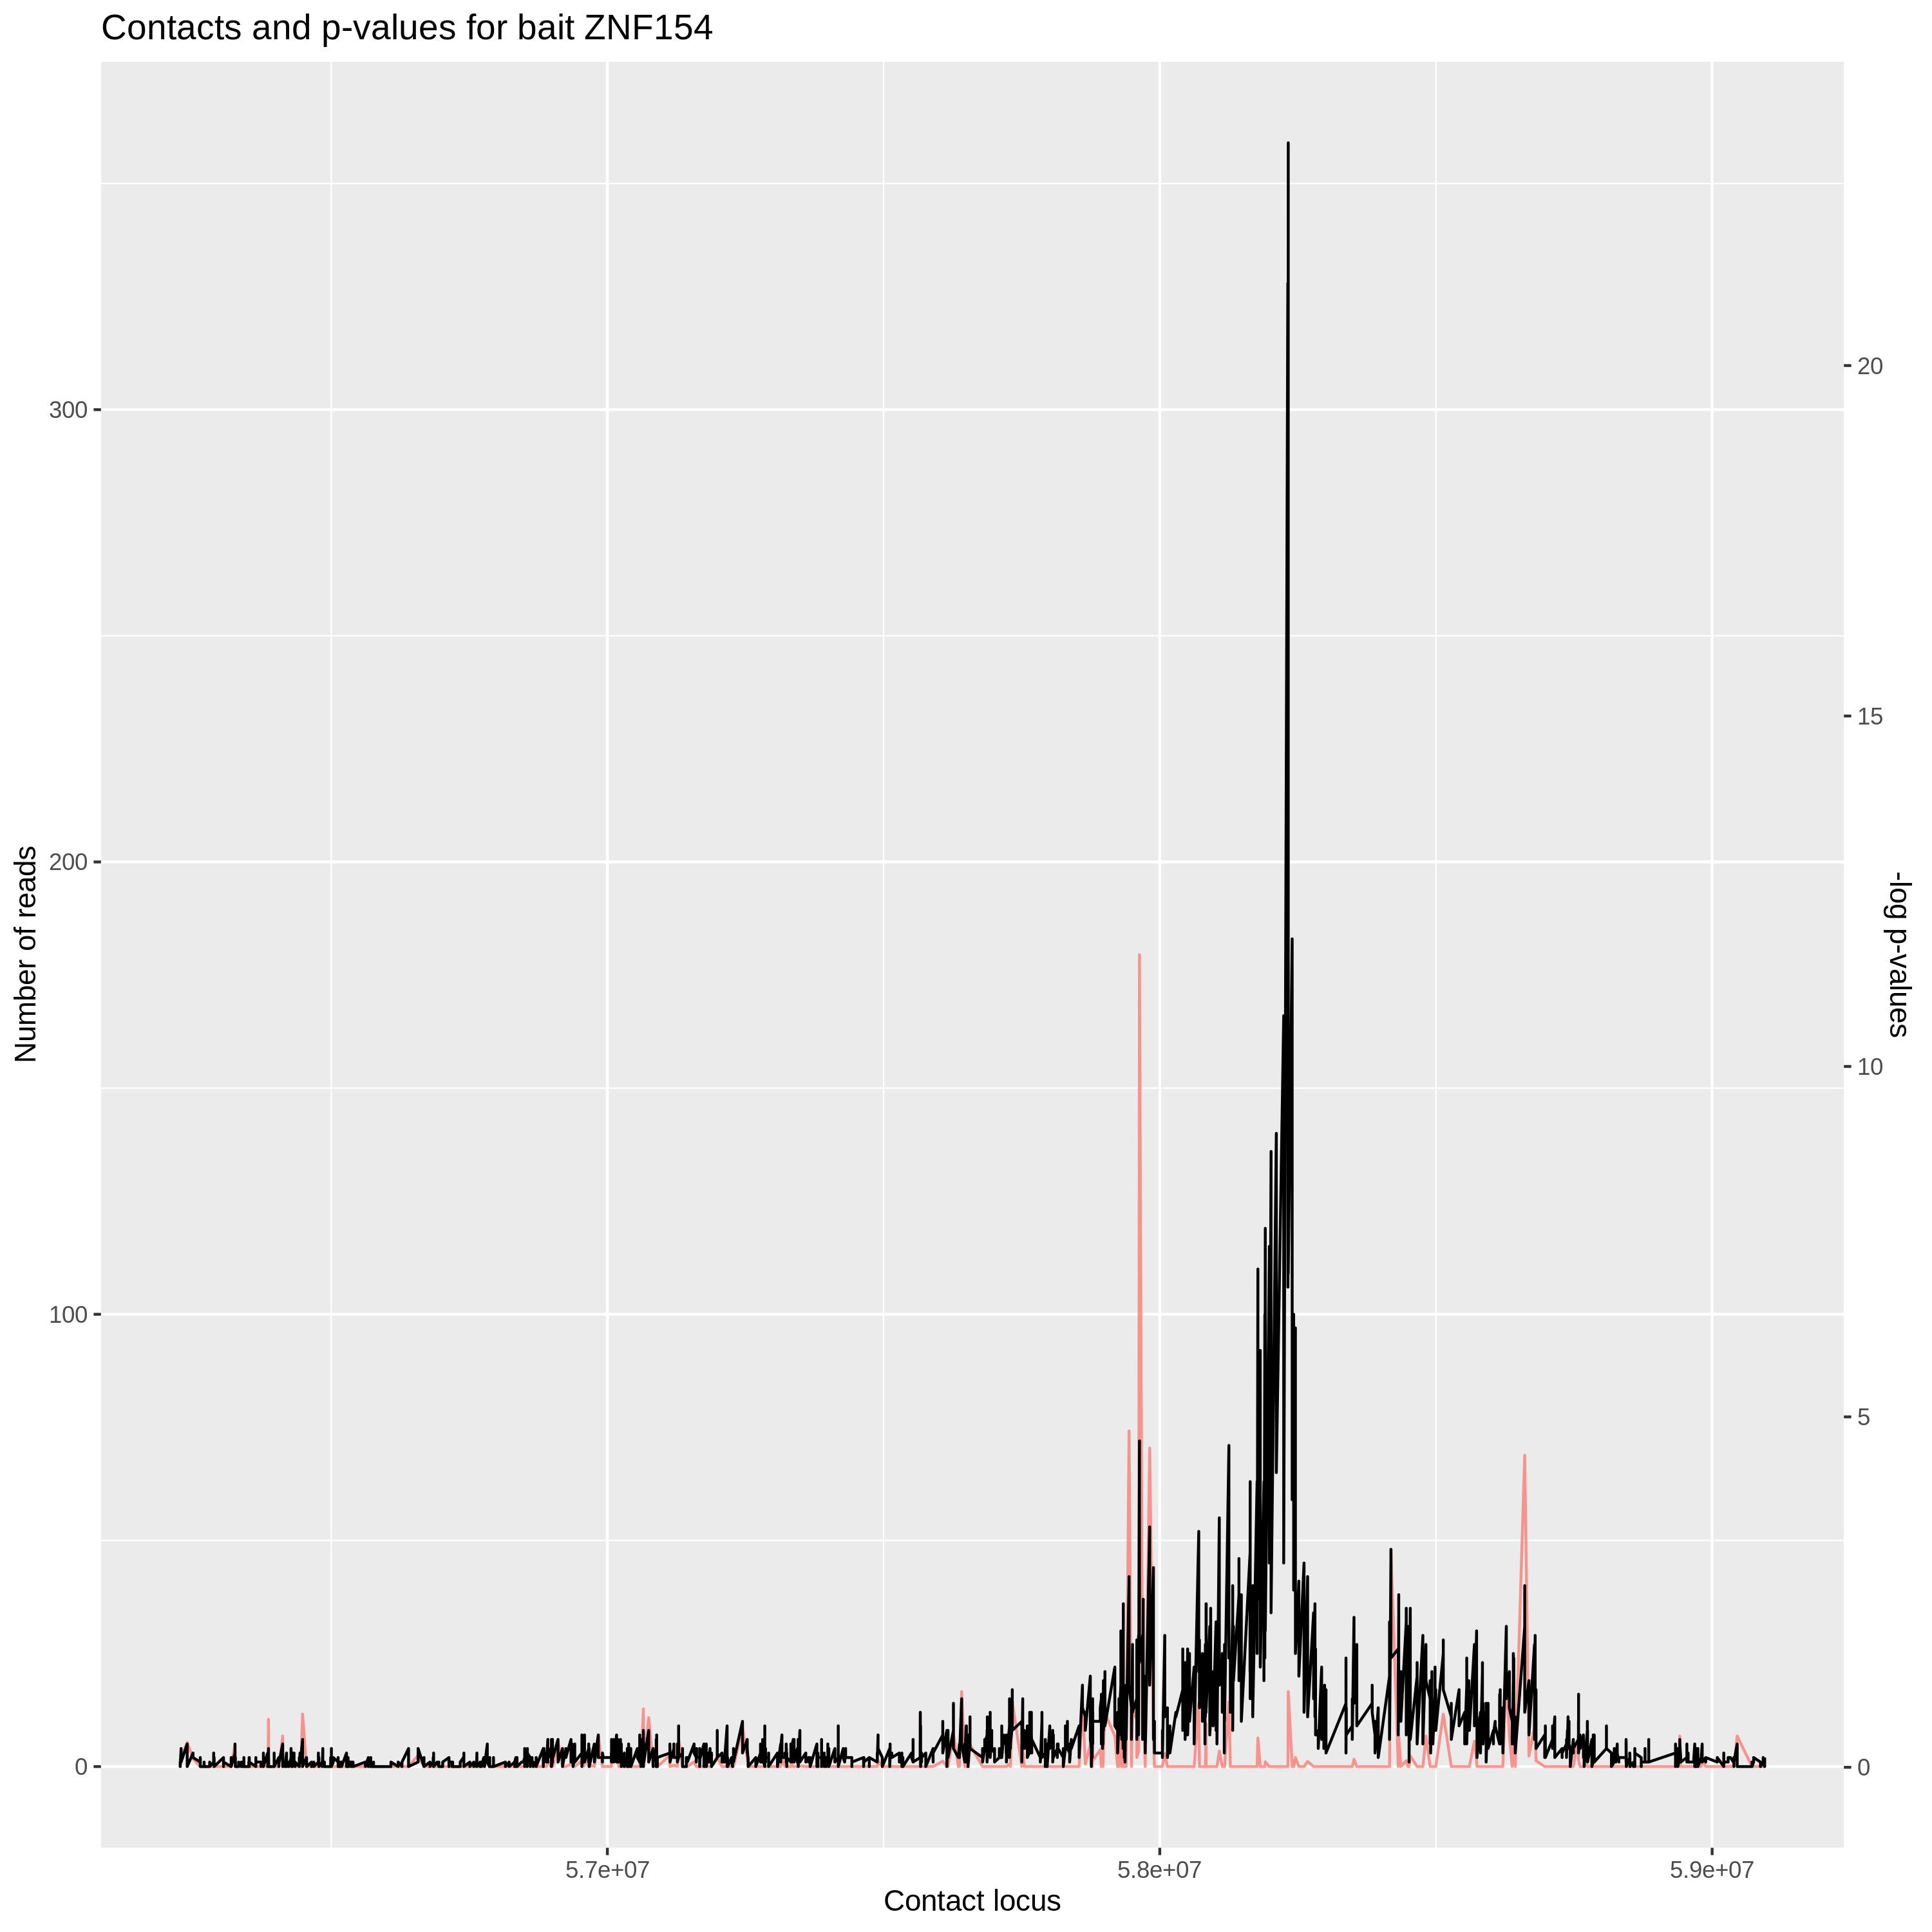 Contacts and p-values for bait ZNF154
300
200
100
0
Number of reads
20
15
10
5
0
-log p-values
5.7e+07
5.8e+07
5.9e+07
Contact locus